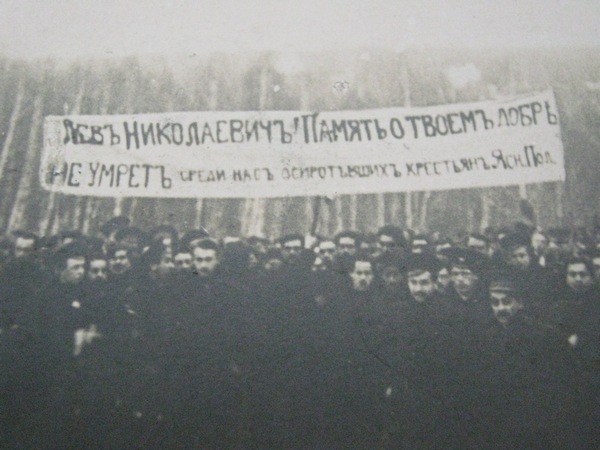 Левъ Николаевичъ! Память о твоемъ добрѣ
не умретъ среди насъ осиротѣвшихъ крестьянъ Ясн. Пол.